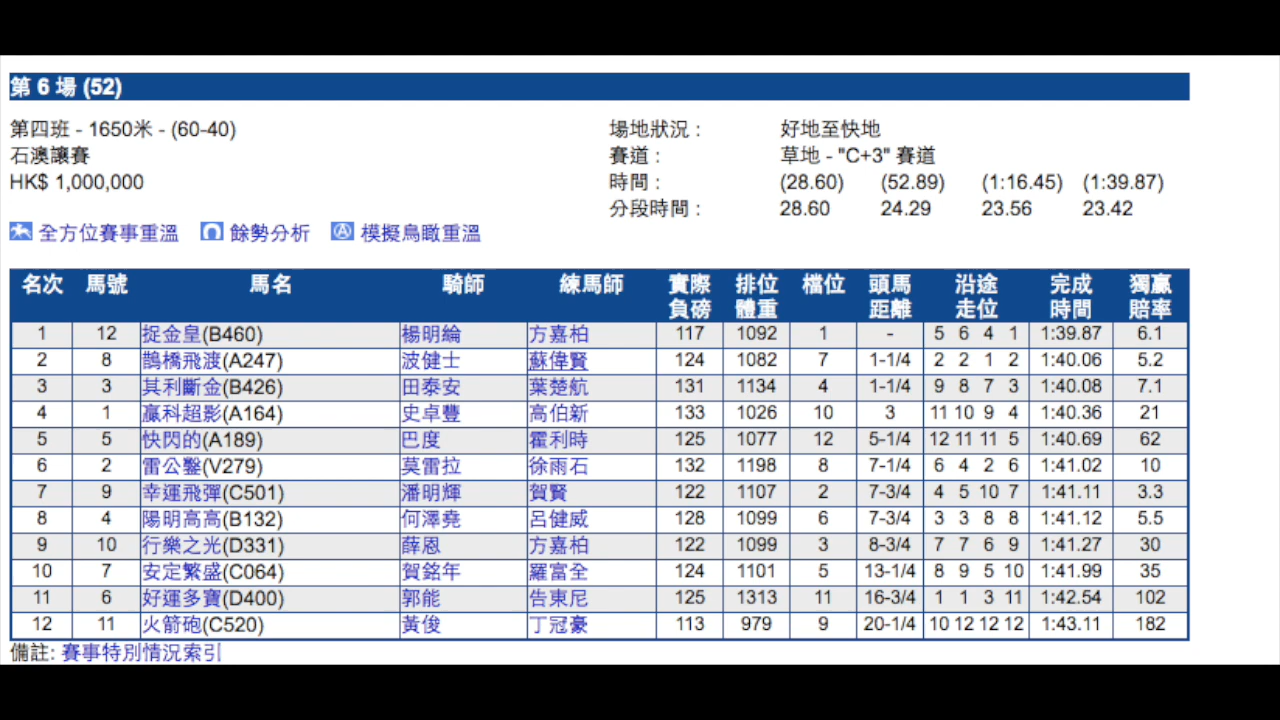 第 6 場 (52)
第四班 - 1650米 - (60-40) 場地狀況 : 好地至快地
石澳讓賽 賽道 : 草地 - "C+3" 賽道
HK$ 1,000,000 時間 : (28.60) (52.89) (1:16.45) (1:39.87)
分段時間 : 28.60 24.29 23.56 23.42
全方位賽事重溫 餘勢分析 模擬鳥瞰重溫
名次 馬號 馬名 騎師 練馬師 實際負磅 排位體重 檔位 頭馬距離 沿途走位 完成時間 獨贏賠率
1 12 捉金皇(B460) 楊明綸 方嘉柏 117 1092 1 - 5 6 4 1 1:39.87 6.1
2 8 鵲橋飛渡(A247) 波健士 蘇偉賢 124 1082 7 1-1/4 2 2 1 2 1:40.06 5.2
3 3 其利斷金(B426) 田泰安 葉楚航 131 1134 4 1-1/4 9 8 7 3 1:40.08 7.1
4 1 贏科超影(A164) 史卓豐 高伯新 133 1026 10 3 11 10 9 4 1:40.36 21
5 5 快閃的(A189) 巴度 霍利時 125 1077 12 5-1/4 12 11 11 5 1:40.69 62
6 2 雷公鑿(V279) 莫雷拉 徐雨石 132 1198 8 7-1/4 6 4 2 6 1:41.02 10
7 9 幸運飛彈(C501) 潘明輝 賀賢 122 1107 2 7-3/4 4 5 10 7 1:41.11 3.3
8 4 陽明高高(B132) 何澤堯 呂健威 128 1099 6 7-3/4 3 3 8 8 1:41.12 5.5
9 10 行樂之光(D331) 薛恩 方嘉柏 122 1099 3 8-3/4 7 7 6 9 1:41.27 30
10 7 安定繁盛(C064) 賀銘年 羅富全 124 1101 5 13-1/4 8 9 5 10 1:41.99 35
11 6 好運多寶(D400) 郭能 告東尼 125 1313 11 16-3/4 1 1 3 11 1:42.54 102
12 11 火箭砲(C520) 黃俊 丁冠豪 113 979 9 20-1/4 10 12 12 12 1:43.11 182
備註: 賽事特別情況索引